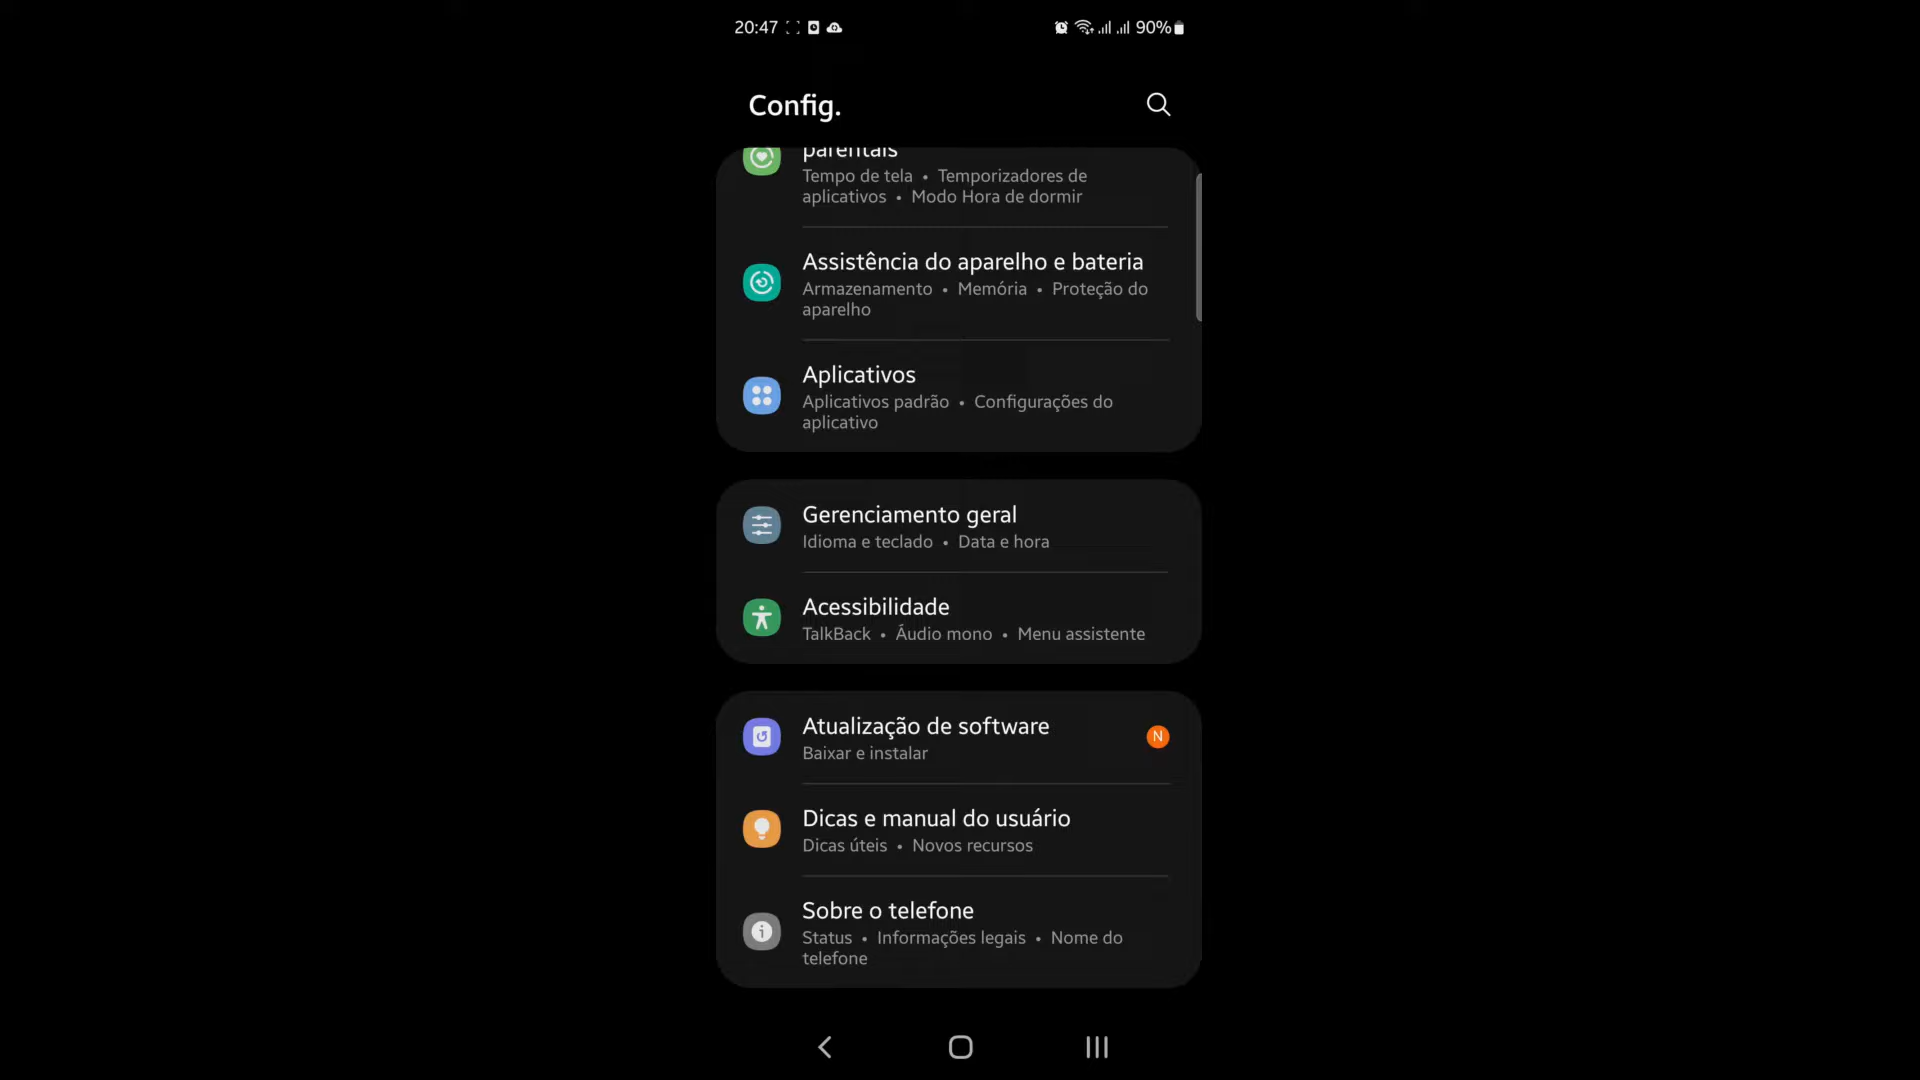 20:47
90%
Config.
parentais
Tempo de tela • Temporizadores de
aplicativos • Modo Hora de dormir
Assistência do aparelho e bateria
Armazenamento • Memória • Proteção do
aparelho
Aplicativos
Aplicativos padrão • Configurações do
aplicativo
Gerenciamento geral
Idioma e teclado • Data e hora
Acessibilidade
TalkBack • Áudio mono • Menu assistente
Atualização de software
N
Baixar e instalar
Dicas e manual do usuário
Dicas úteis • Novos recursos
Sobre o telefone
Status • Informações legais • Nome do
telefone